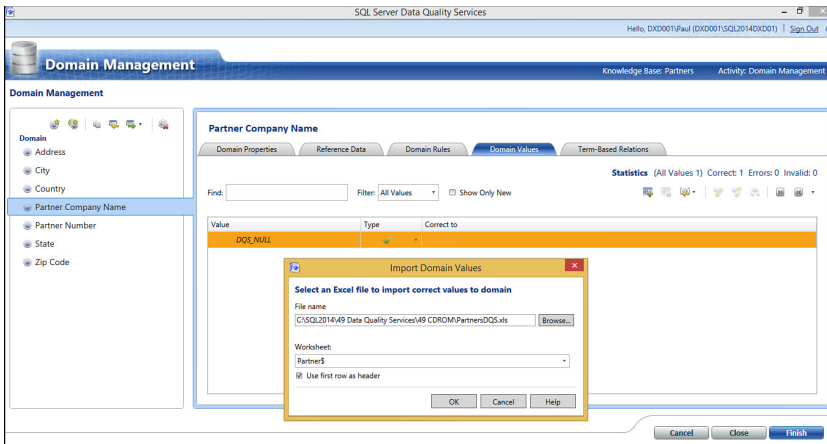 SQL Server Data Quality Services
Hello, DXD001\Paul (DXD001\SQL2014DXD01) | Sign Out
Domain Management
Knowledge Base: Partners Activity: Domain Management
Domain Management
Domain
Address
City
Country
Partner Company Name
Partner Number
State
Zip Code
Partner Company Name
Domain Properties Reference Data Domain Rules Domain Values Term-Based Relations
Statistics (All Values 1) Correct: 1 Errors: 0 Invalid: 0
Find: Filter: All Values Show Only New
Value Type Correct to
DQS_NULL
Import Domain Values
Select an Excel file to import correct values to domain
File name
C:\SQL2014\49 Data Quality Services\49 CDROM\PartnersDQS.xls Browse...
Worksheet:
Partner$
Use first row as header
OK Cancel Help
Cancel Close Finish